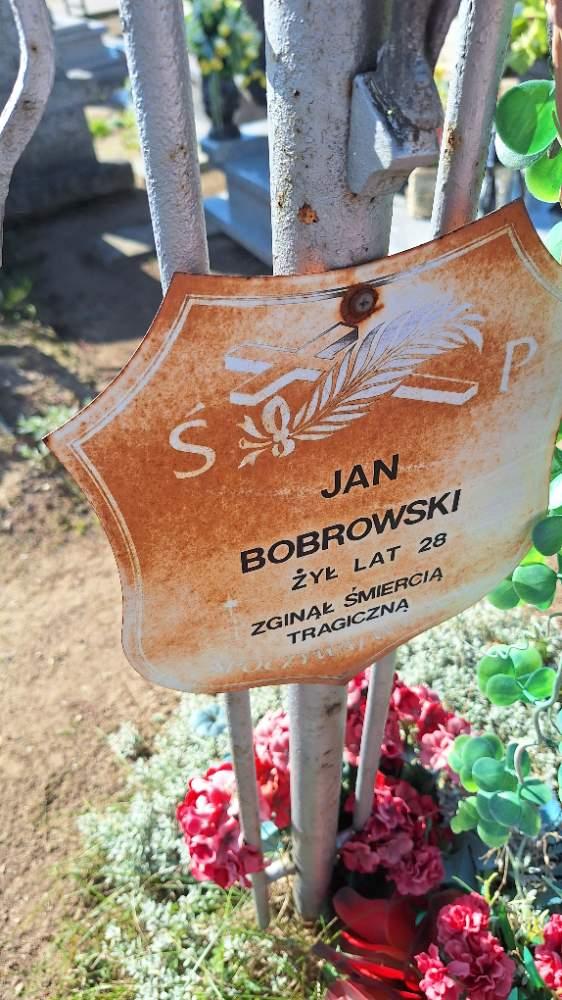 Ś P
JAN
BOBROWSKI
ŻYŁ LAT 28
ZGINĄŁ ŚMIERCIĄ
TRAGICZNĄ